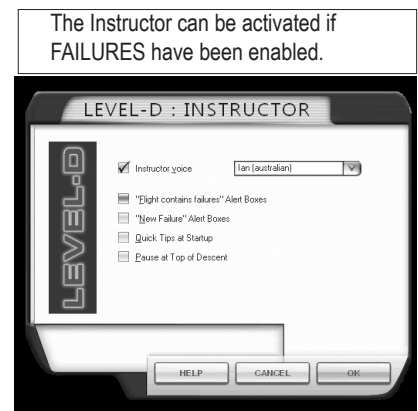 The Instructor can be activated if
FAILURES have been enabled.
LEVEL-D : INSTRUCTOR
LEVEL-D
Instructor voice
Ian (australian)
"Flight contains failures" Alert Boxes
"New Failure" Alert Boxes
Quick Tips at Startup
Pause at Top of Descent
HELP
CANCEL
OK